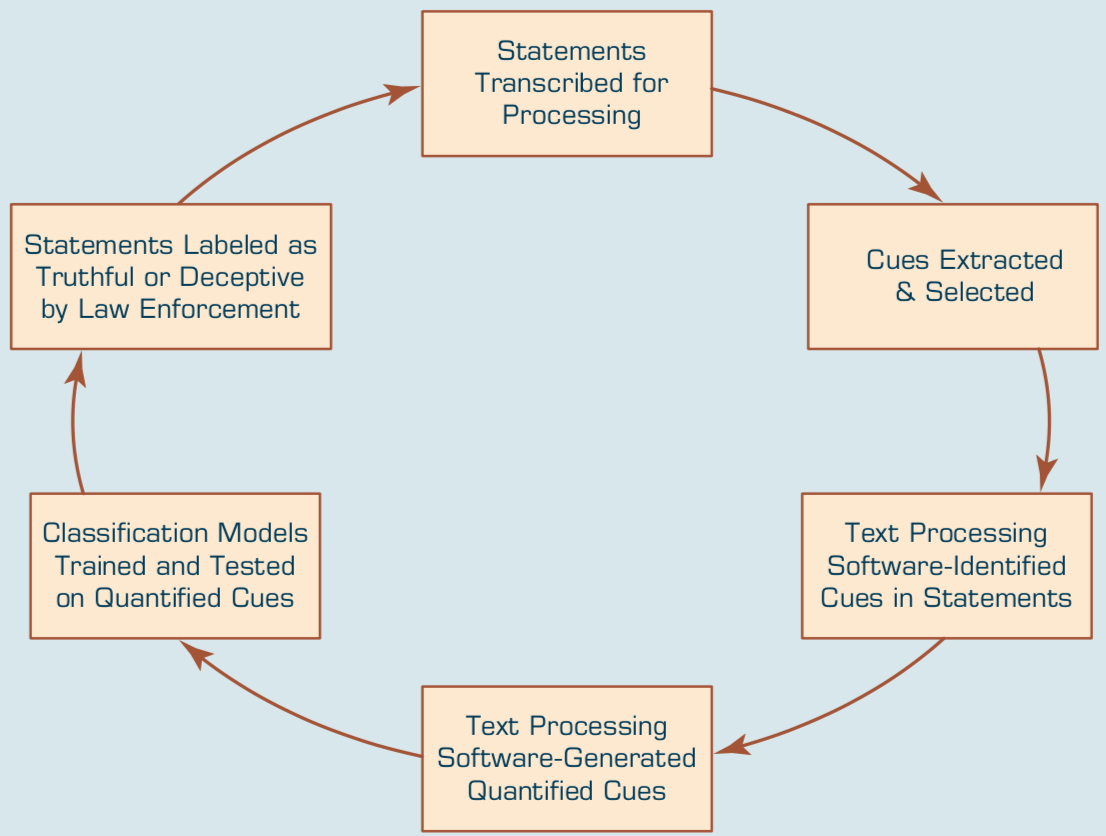 Statements
Transcribed for
Processing
Statements Labeled as
Truthful or Deceptive
by Law Enforcement
Cues Extracted
& Selected
Classification Models
Trained and Tested
on Quantified Cues
Text Processing
Software-Identified
Cues in Statements
Text Processing
Software-Generated
Quantified Cues